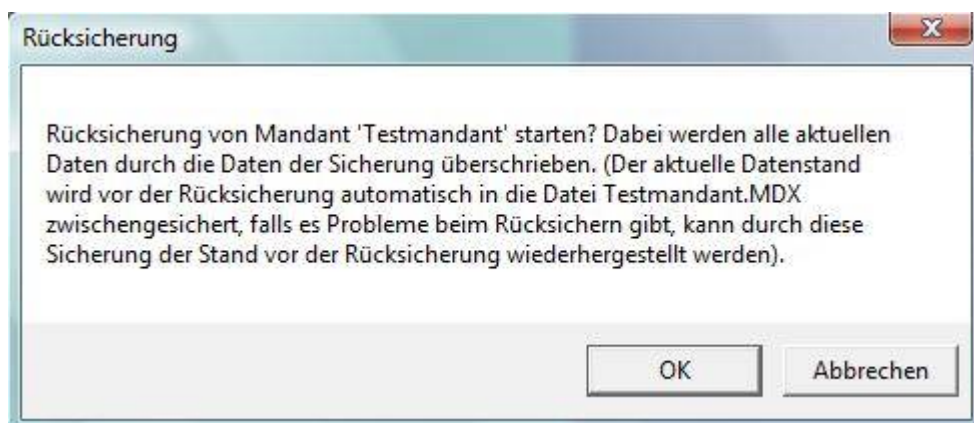 Rücksicherung
Rücksicherung von Mandant 'Testmandant' starten? Dabei werden alle aktuellen
Daten durch die Daten der Sicherung überschrieben. (Der aktuelle Datenstand
wird vor der Rücksicherung automatisch in die Datei Testmandant.MDX
zwischengesichert, falls es Probleme beim Rücksichern gibt, kann durch diese
Sicherung der Stand vor der Rücksicherung wiederhergestellt werden).
OK
Abbrechen